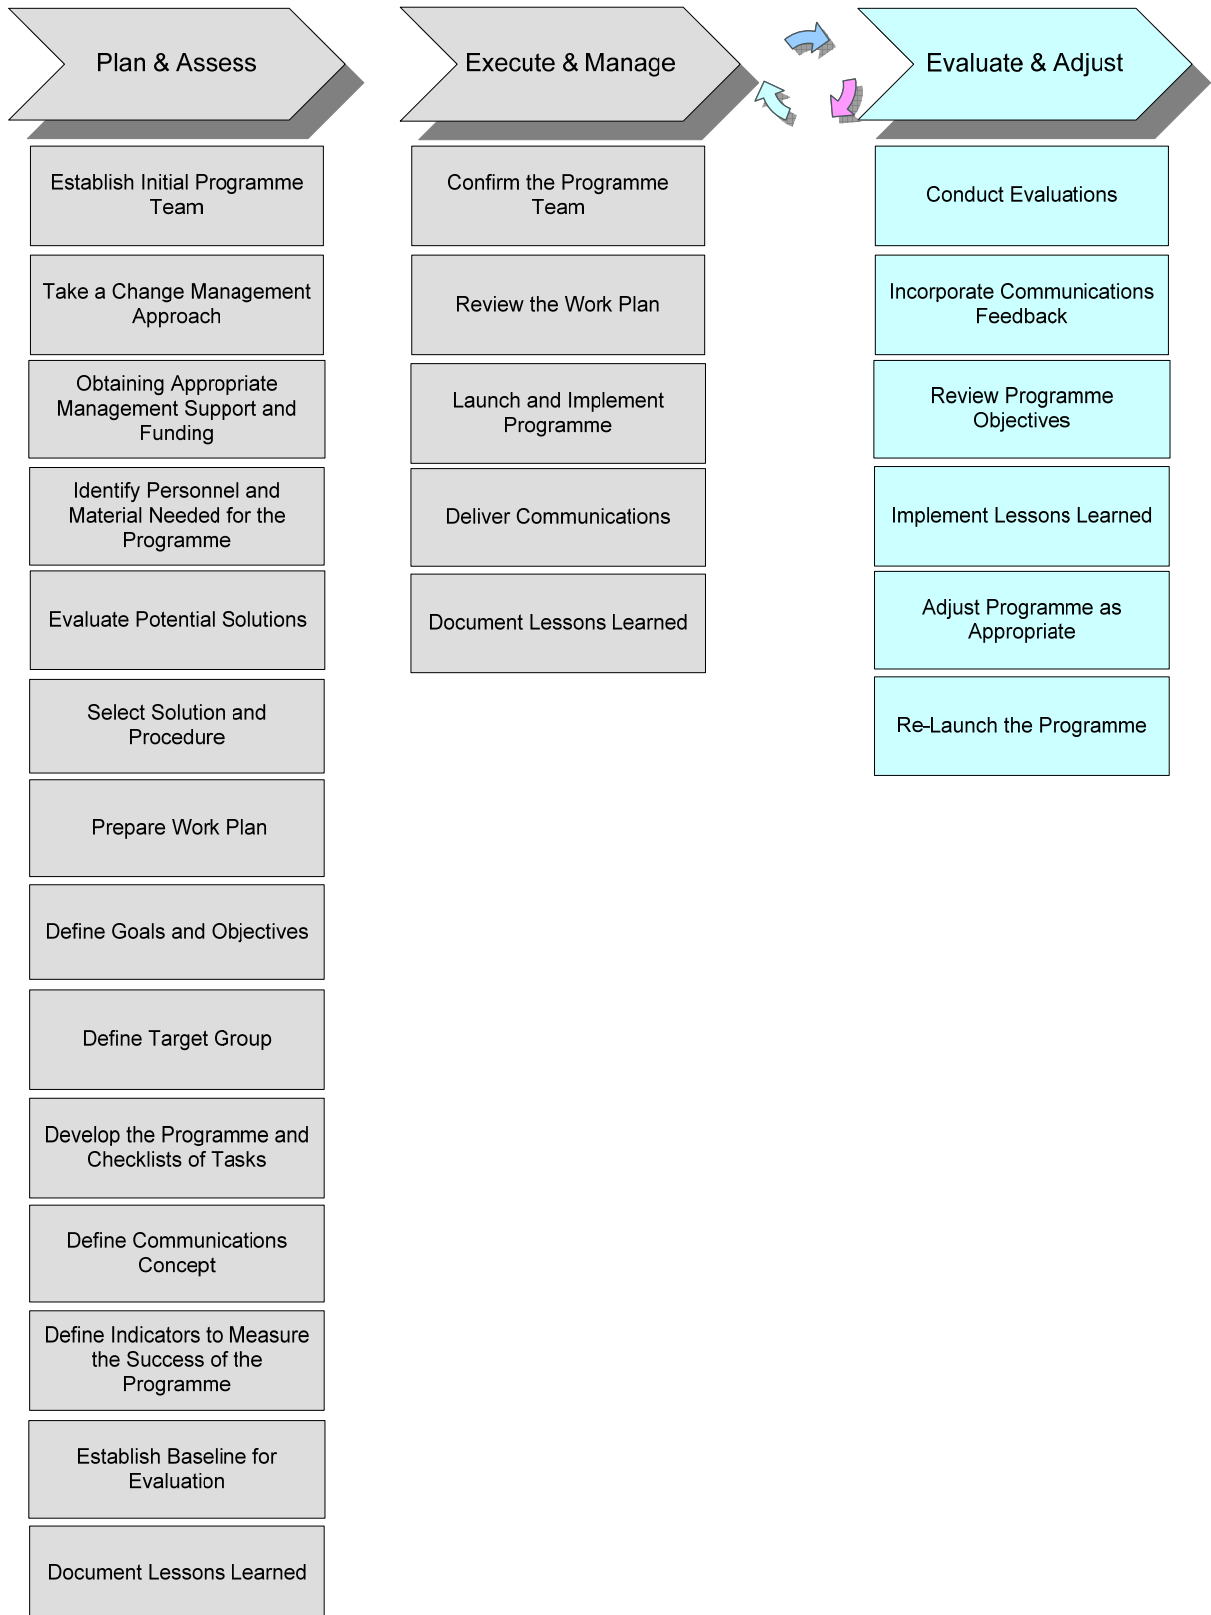 Plan & Assess
Establish Initial Programme
Team
Take a Change Management
Approach
Obtaining Appropriate
Management Support and
Funding
Identify Personnel and
Material Needed for the
Programme
Evaluate Potential Solutions
Select Solution and
Procedure
Prepare Work Plan
Define Goals and Objectives
Define Target Group
Develop the Programme and
Checklists of Tasks
Define Communications
Concept
Define Indicators to Measure
the Success of the
Programme
Establish Baseline for
Evaluation
Document Lessons Learned
Execute & Manage
Confirm the Programme
Team
Review the Work Plan
Launch and Implement
Programme
Deliver Communications
Document Lessons Learned
Evaluate & Adjust
Conduct Evaluations
Incorporate Communications
Feedback
Review Programme
Objectives
Implement Lessons Learned
Adjust Programme as
Appropriate
Re-Launch the Programme